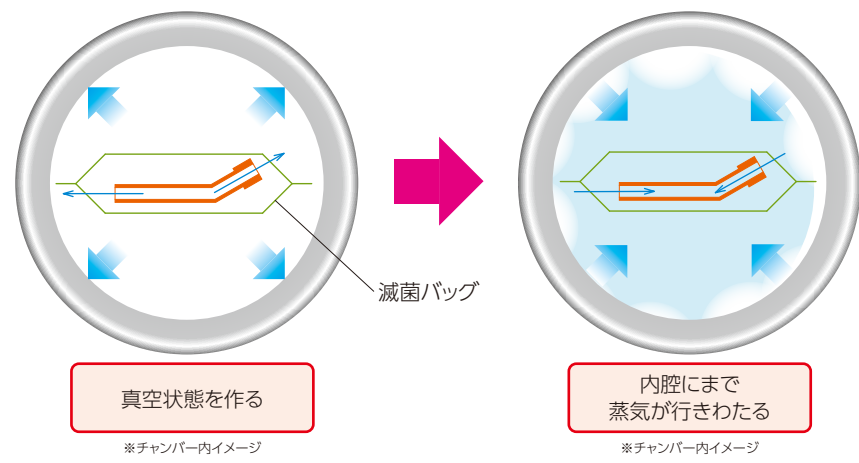 滅菌バッグ
真空状態を作る
※チャンバー内イメージ
内腔にまで
蒸気が行きわたる
※チャンバー内イメージ